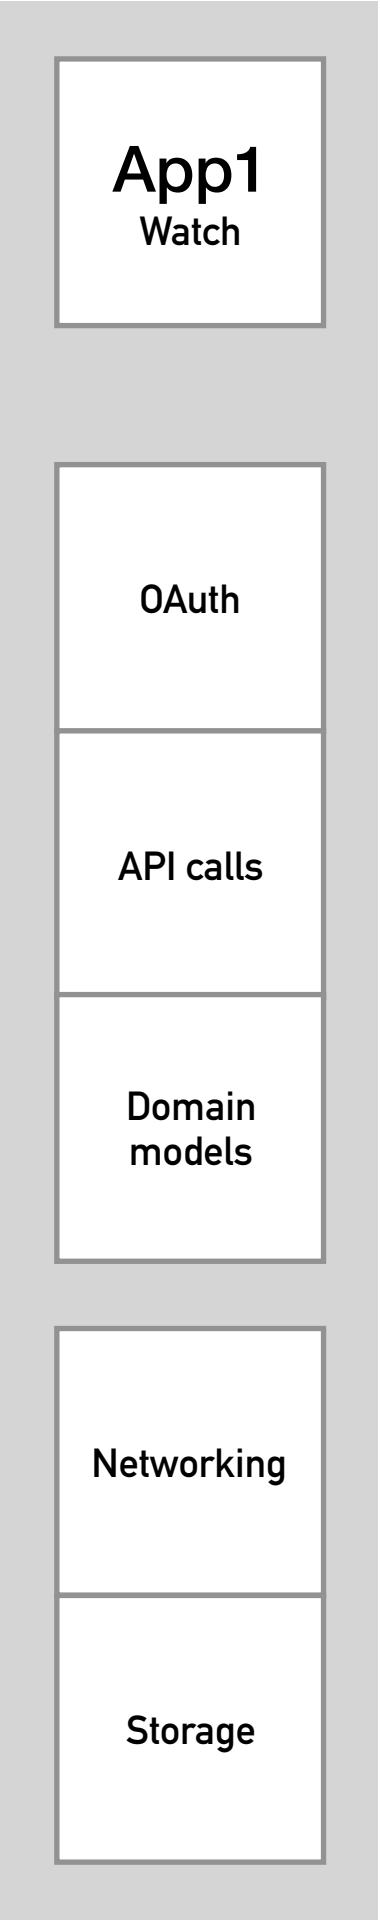 App1
Watch
OAuth
API calls
Domain
models
Networking
Storage